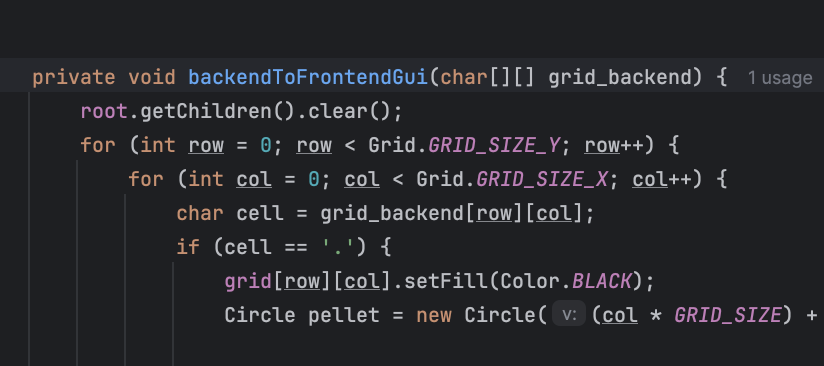 private void backendToFrontendGui(char[][] grid_backend) { 1 usage
root.getChildren().clear();
for (int row = 0; row < Grid.GRID_SIZE_Y; row++) {
for (int col = 0; col < Grid.GRID_SIZE_X; col++) {
char cell = grid_backend[row][col];
if (cell == '.') {
grid[row][col].setFill(Color.BLACK);
Circle pellet = new Circle( v: (col * GRID_SIZE) +